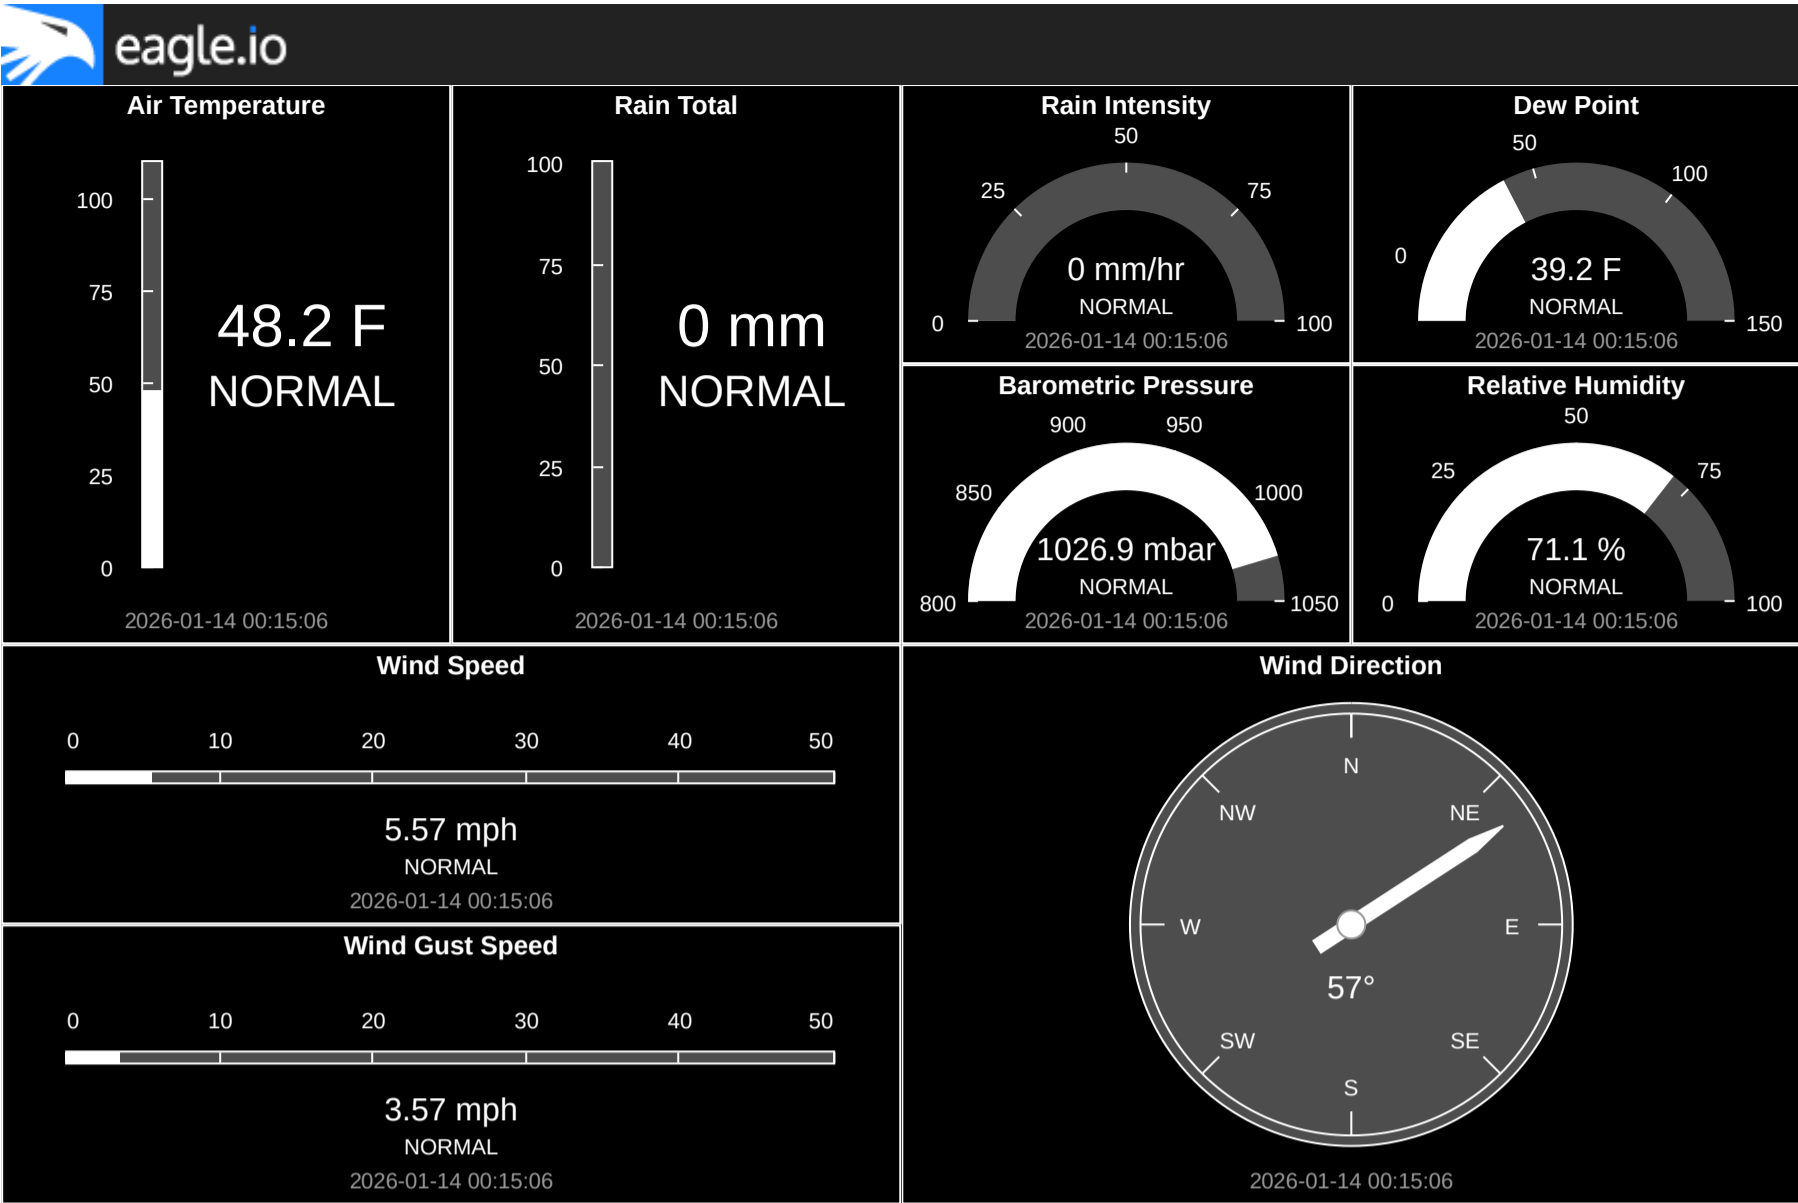 eagle.io
Air Temperature
100
75
50
25
0
48.2 F
NORMAL
2026-01-14 00:15:06
Rain Total
100
75
50
25
0
0 mm
NORMAL
2026-01-14 00:15:06
Rain Intensity
0
25
50
75
100
0 mm/hr
NORMAL
2026-01-14 00:15:06
Dew Point
0
50
100
150
39.2 F
NORMAL
2026-01-14 00:15:06
Barometric Pressure
800
850
900
950
1000
1050
1026.9 mbar
NORMAL
2026-01-14 00:15:06
Relative Humidity
0
25
50
75
100
71.1 %
NORMAL
2026-01-14 00:15:06
Wind Speed
0 10 20 30 40 50
5.57 mph
NORMAL
2026-01-14 00:15:06
Wind Gust Speed
0 10 20 30 40 50
3.57 mph
NORMAL
2026-01-14 00:15:06
Wind Direction
N
NW NE
W E
57°
SW SE
S
2026-01-14 00:15:06